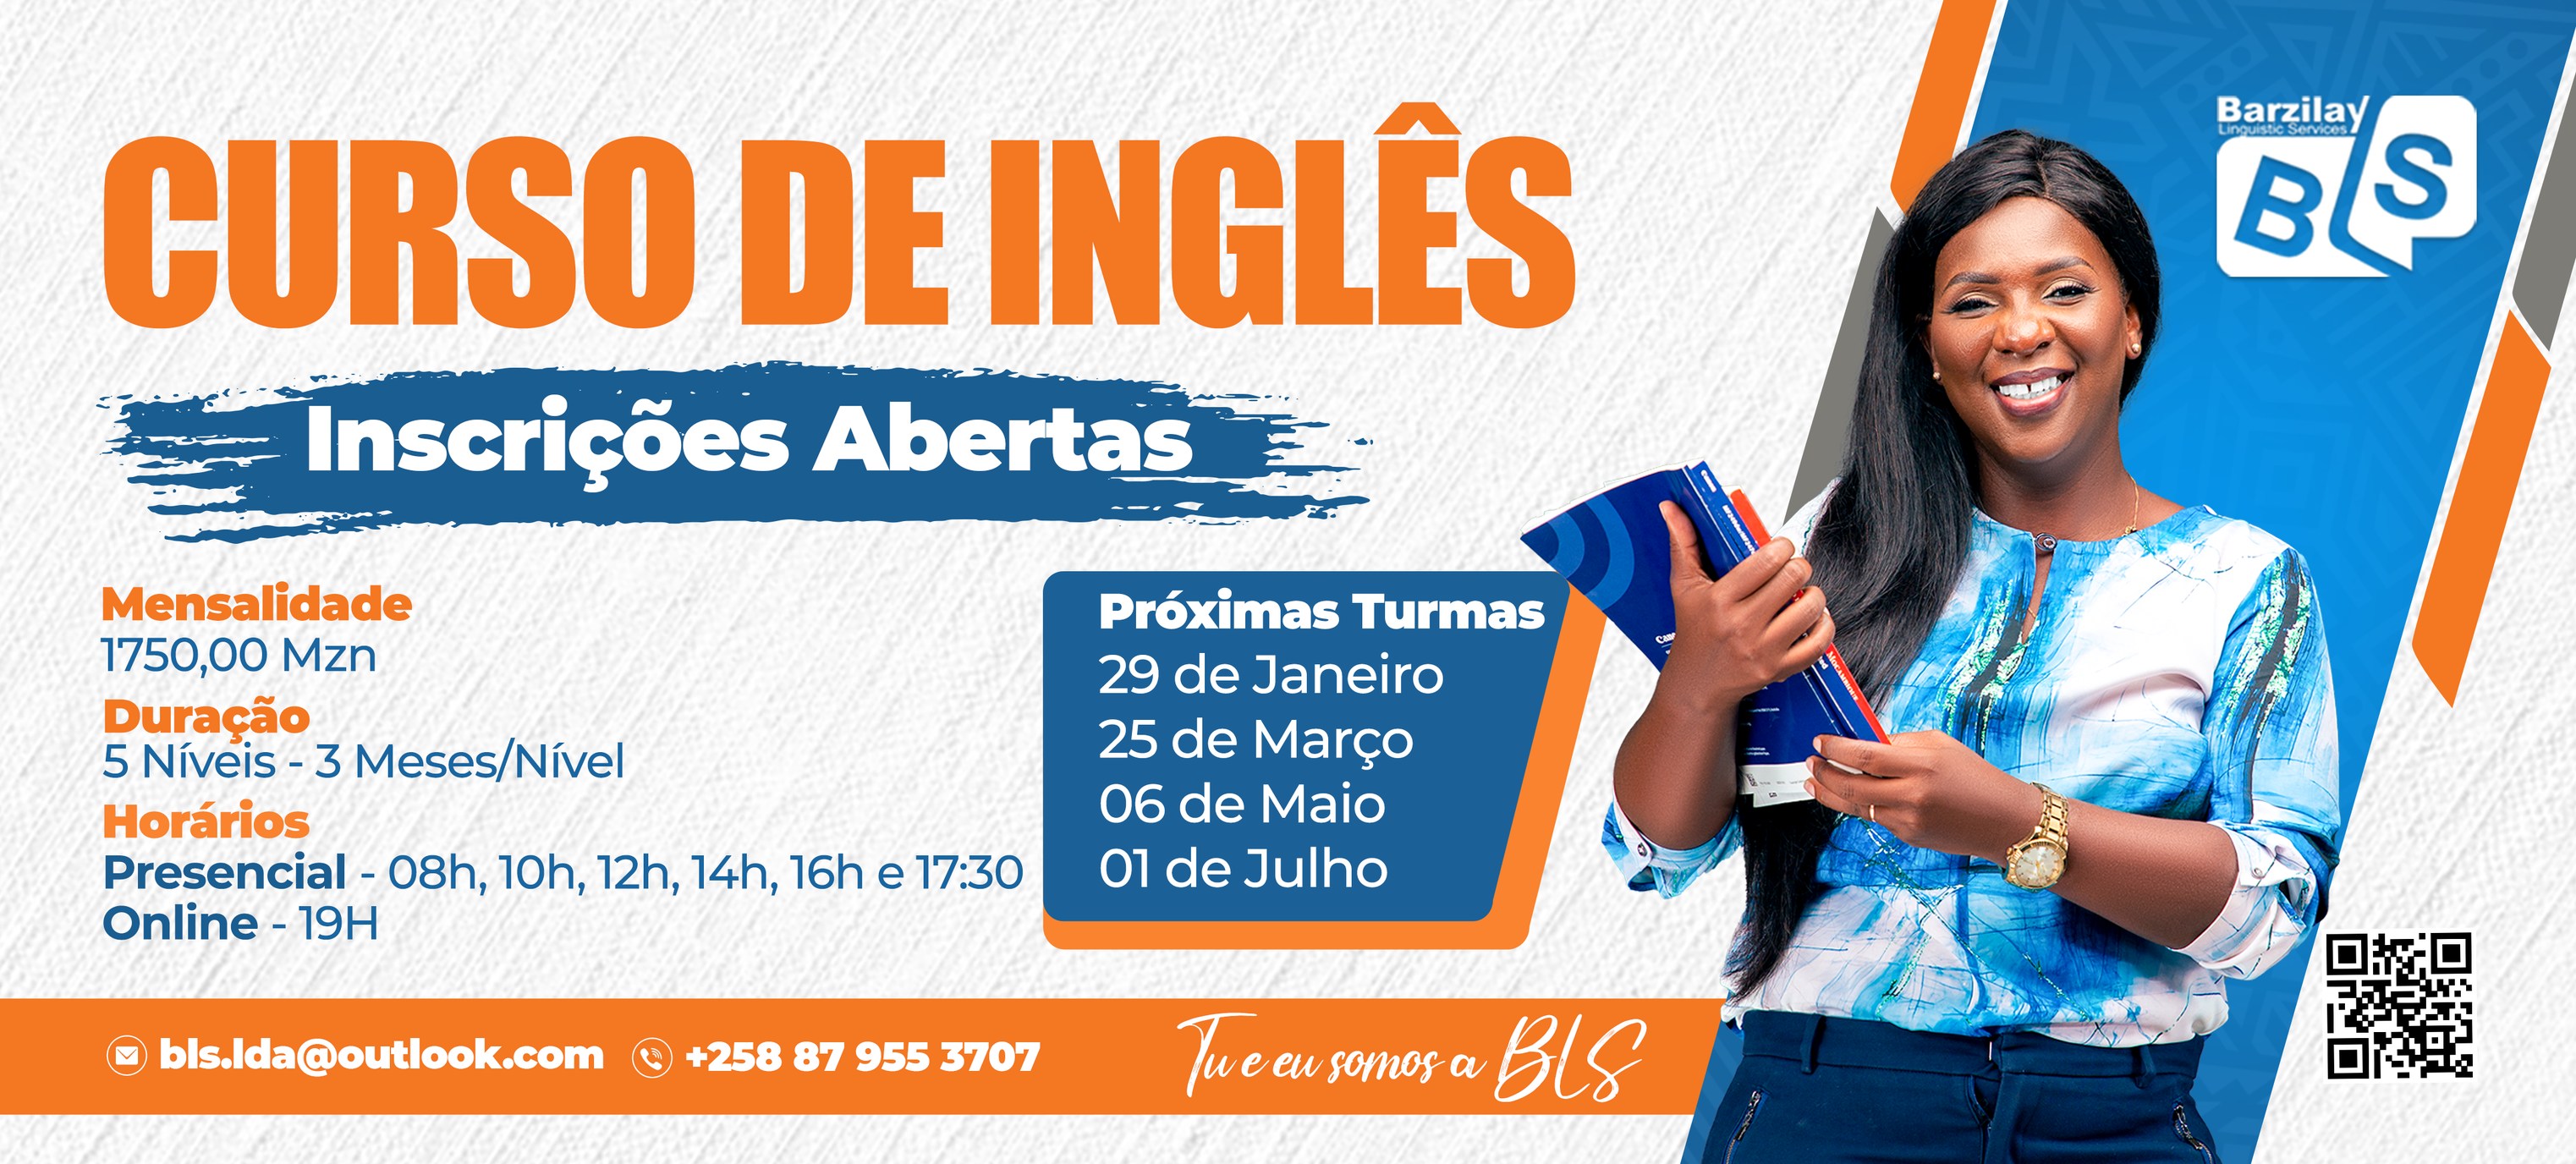 CURSO DE INGLÊS
Inscrições Abertas
Mensalidade
1750,00 Mzn
Duração
5 Níveis - 3 Meses/Nível
Horários
Presencial - 08h, 10h, 12h, 14h, 16h e 17:30
Online - 19H
Próximas Turmas
29 de Janeiro
25 de Março
06 de Maio
01 de Julho
bls.lda@outlook.com
+258 87 955 3707
Tu e eu somos a BLS
Barzilay
Linguistic Services
BLS